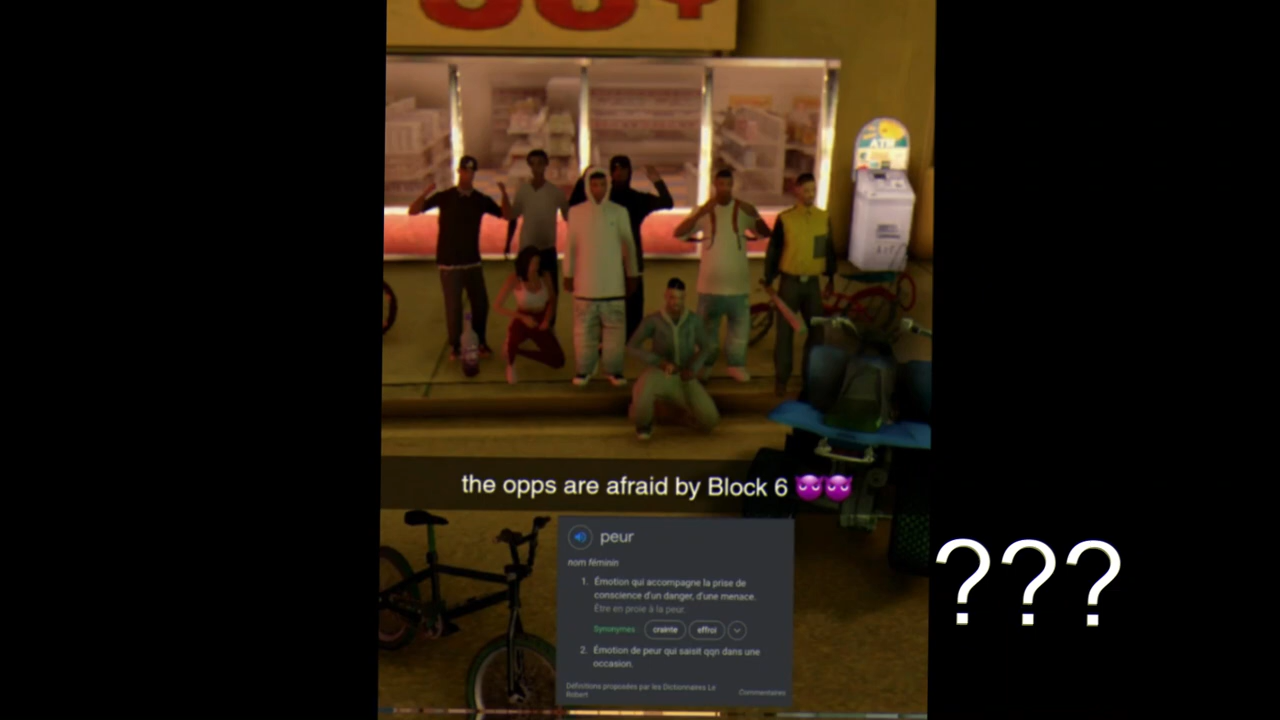 ATM
the opps are afraid by Block 6 😈😈
peur
nom féminin
1. Émotion qui accompagne la prise de
conscience d'un danger, d'une menace.
Être en proie à la peur.
Synonymes crainte effroi
2. Émotion de peur qui saisit qqn dans une
occasion.
Définitions proposées par les Dictionnaires Le
Robert
Commentaires
???